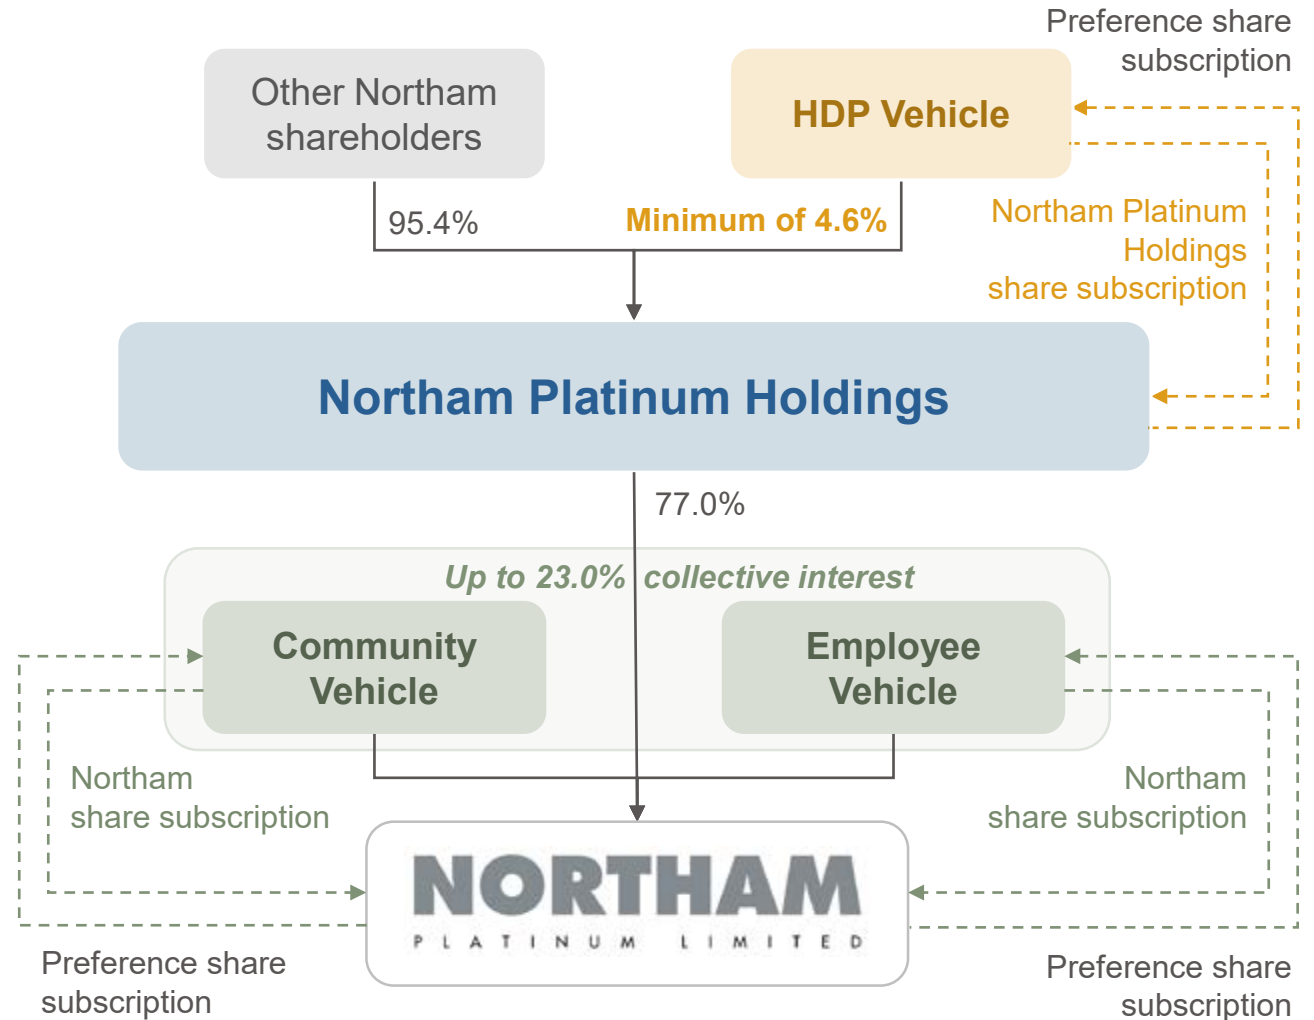 Preference share
subscription
Other Northam
shareholders
HDP Vehicle
95.4%
Minimum of 4.6%
Northam Platinum
Holdings
share subscription
Northam Platinum Holdings
77.0%
Up to 23.0% collective interest
Community
Vehicle
Employee
Vehicle
Northam
share subscription
Northam
share subscription
NORTHAM
PLATINUM LIMITED
Preference share
subscription
Preference share
subscription